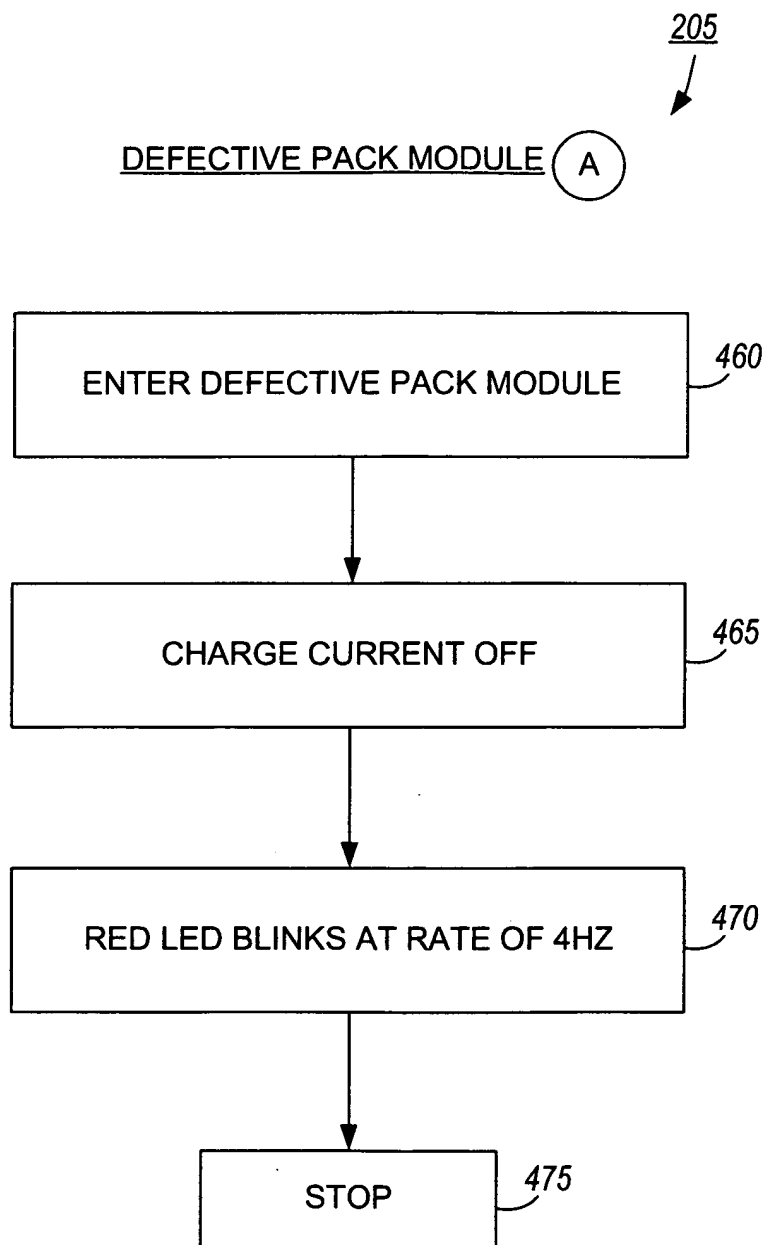 205
DEFECTIVE PACK MODULE A
ENTER DEFECTIVE PACK MODULE
460
CHARGE CURRENT OFF
465
RED LED BLINKS AT RATE OF 4HZ
470
STOP
475